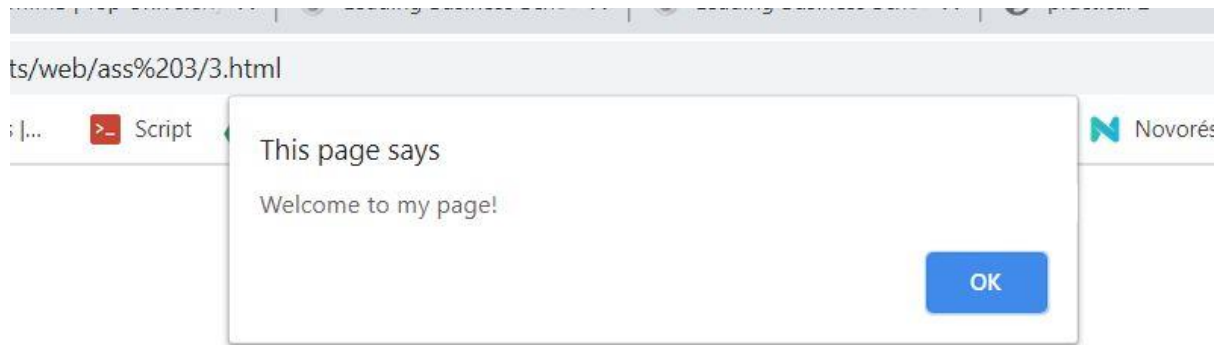 ts/web/ass%203/3.html
Script
Novorés
This page says
Welcome to my page!
OK